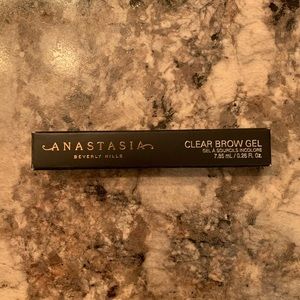 ANASTASIA
BEVERLY HILLS
CLEAR BROW GEL
GEL À SOURCILS INCOLORE
7.85 mL / 0.26 Fl. Oz.